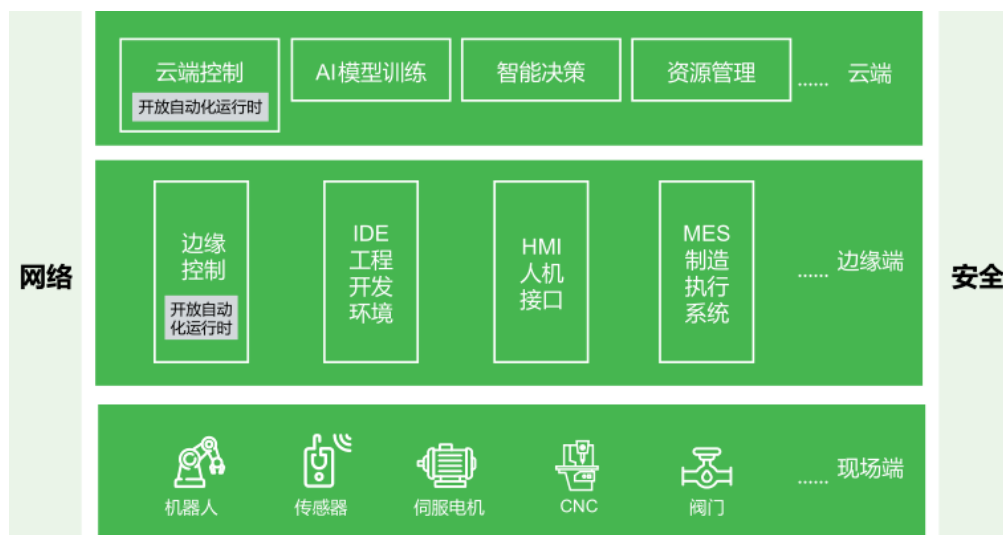 网络
云端控制
开放自动化运行时
AI模型训练
智能决策
资源管理
...... 云端
边缘
控制
开放自动
化运行时
IDE
工程
开发
环境
HMI
人机
接口
MES
制造
执行
系统
...... 边缘端
机器人
传感器
伺服电机
CNC
阀门
...... 现场端
安全